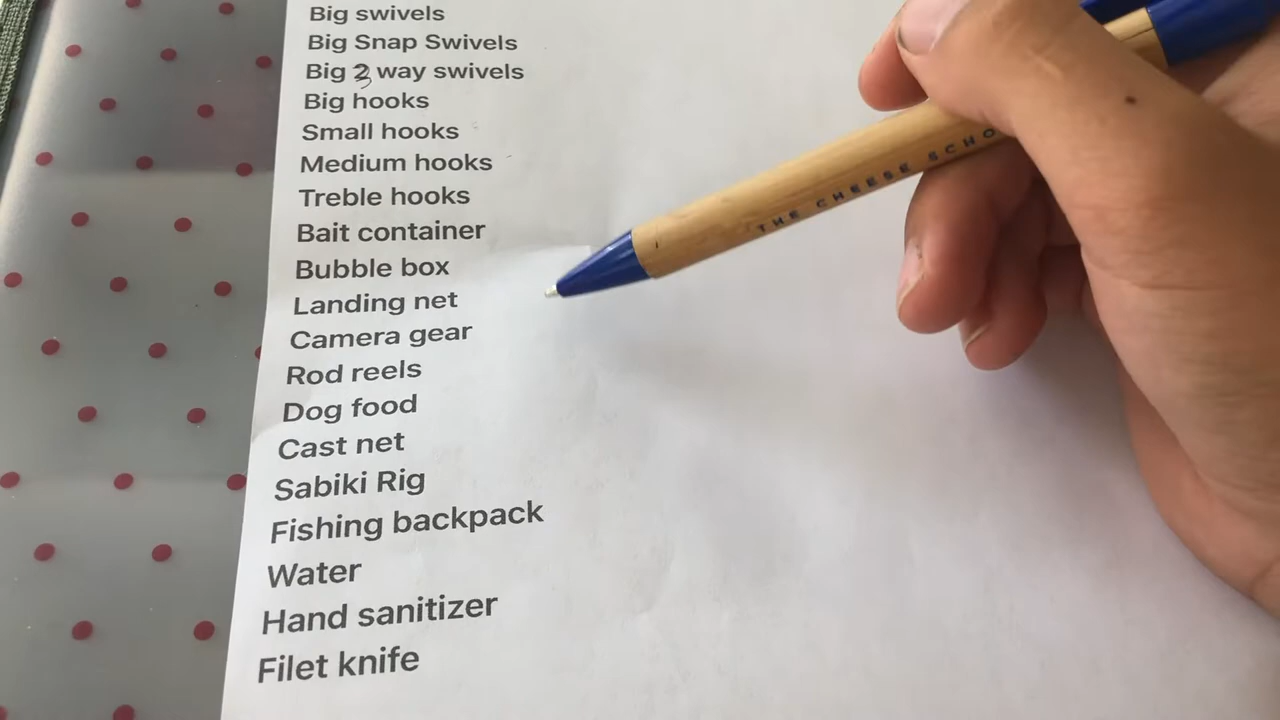 Big swivels
Big Snap Swivels
Big 3 way swivels
Big hooks
Small hooks
Medium hooks
Treble hooks
Bait container
Bubble box
Landing net
Camera gear
Rod reels
Dog food
Cast net
Sabiki Rig
Fishing backpack
Water
Hand sanitizer
Filet knife
THE CHEESE SCHO